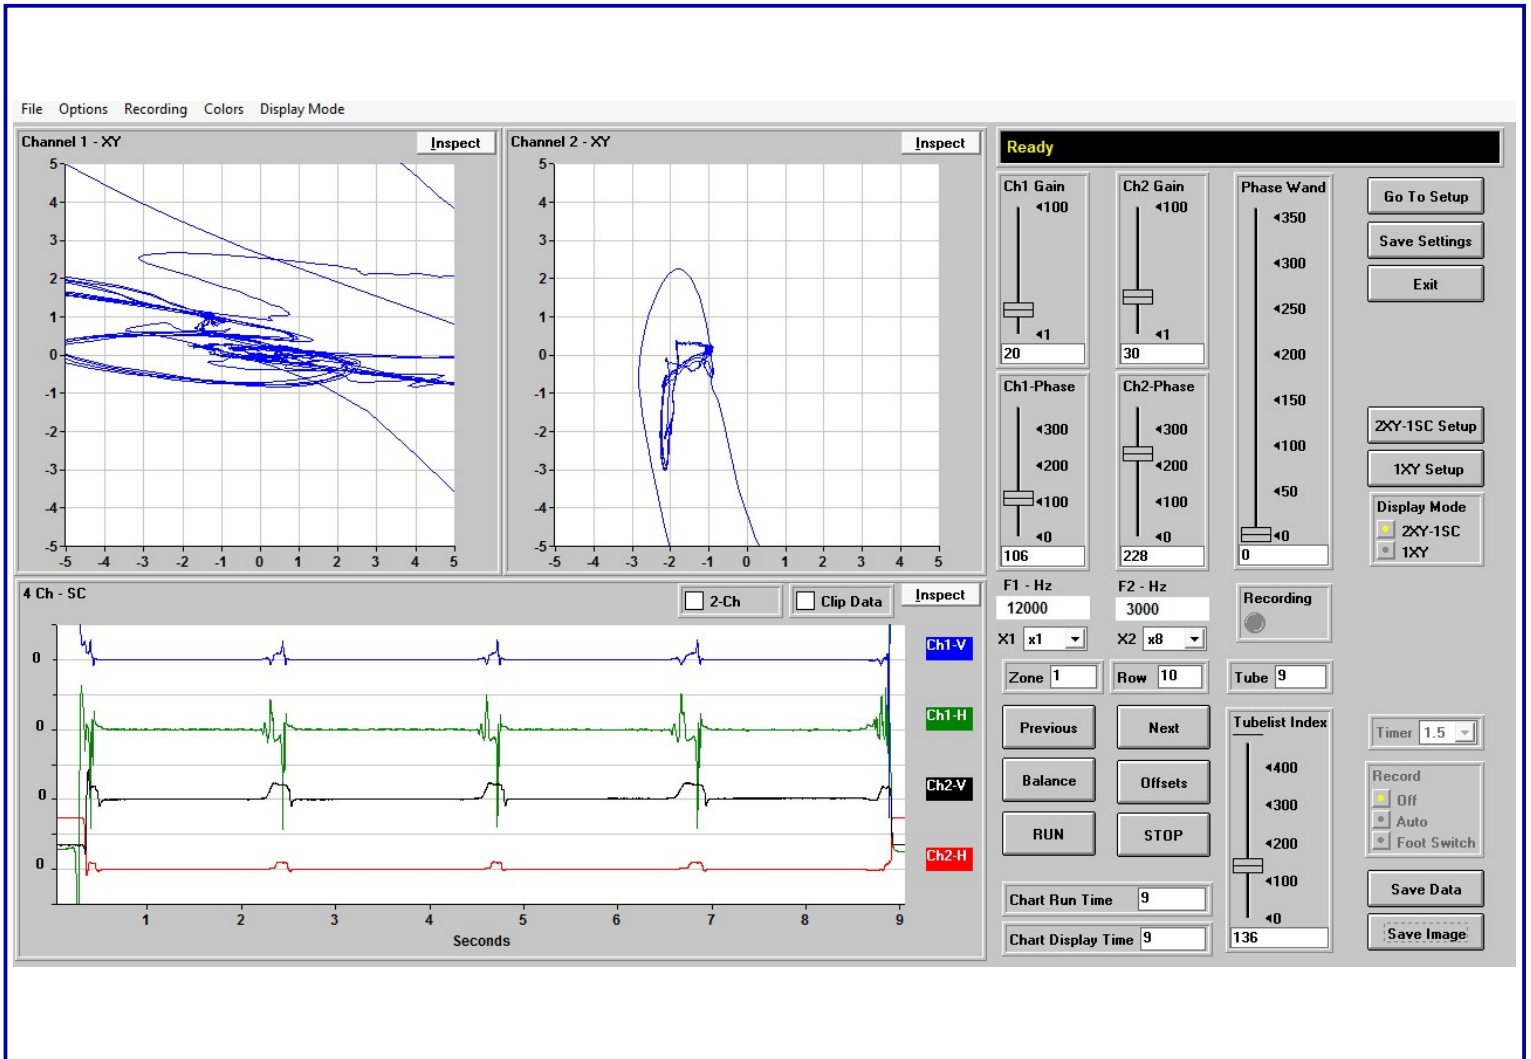 File Options Recording Colors Display Mode
Channel 1 - XY
Inspect
5
4
3
2
1
0
-1
-2
-3
-4
-5
-5 -4 -3 -2 -1 0 1 2 3 4 5
Channel 2 - XY
Inspect
5
4
3
2
1
0
-1
-2
-3
-4
-5
-5 -4 -3 -2 -1 0 1 2 3 4 5
4 Ch - SC
2-Ch
Clip Data
Inspect
0
0
0
0
Ch1-V
Ch1-H
Ch2-V
Ch2-H
1 2 3 4 5 6 7 8 9
Seconds
Ready
Ch1 Gain
100
1
20
Ch2 Gain
100
1
30
Phase Wand
350
300
250
200
150
100
50
0
0
Ch1-Phase
300
200
100
0
106
Ch2-Phase
300
200
100
0
228
Go To Setup
Save Settings
Exit
2XY-1SC Setup
1XY Setup
Display Mode
2XY-1SC
1XY
F1 - Hz
12000
F2 - Hz
3000
Recording
X1 x1
X2 x8
Zone 1
Row 10
Tube 9
Previous
Next
Balance
Offsets
RUN
STOP
Tubelist Index
400
300
200
100
0
136
Timer 1.5
Record
Off
Auto
Foot Switch
Chart Run Time 9
Chart Display Time 9
Save Data
Save Image